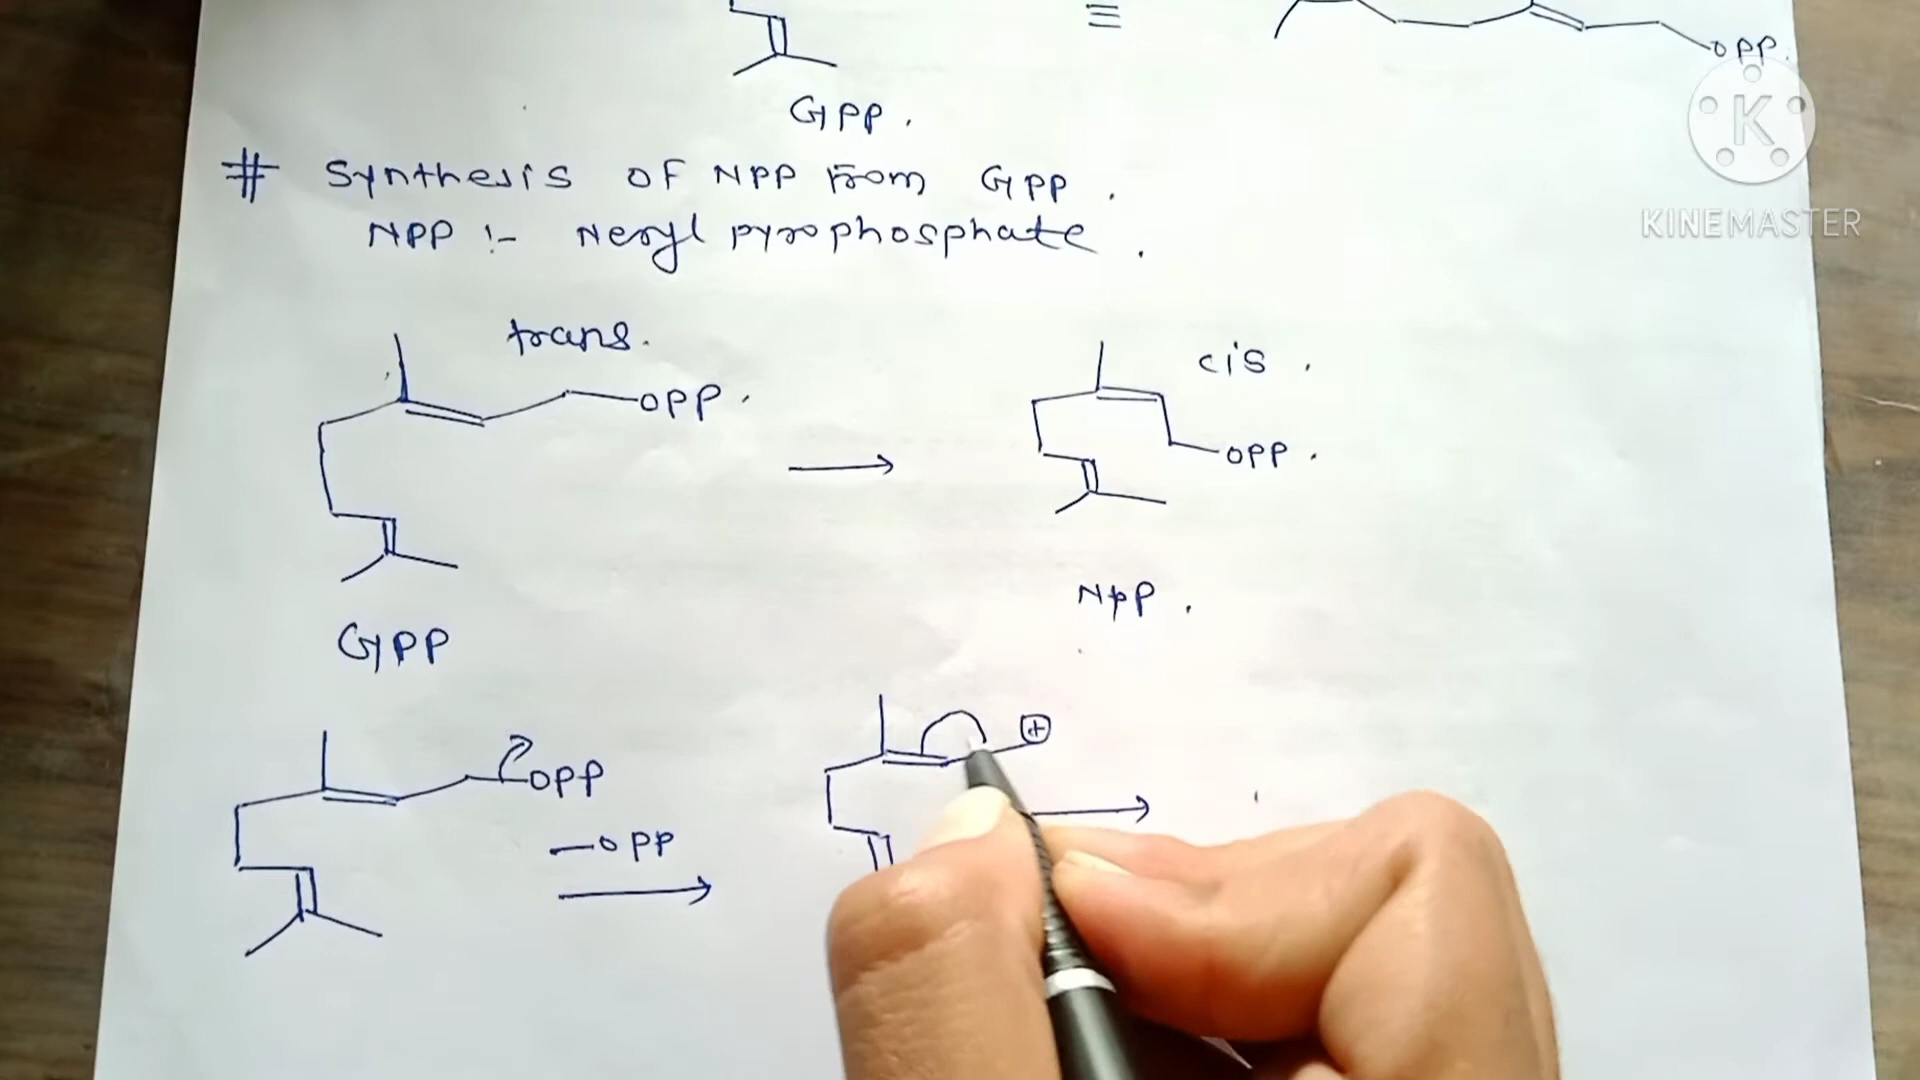 ≡
OPP.
GPP.
K
KINEMASTER
# Synthesis OF NPP From GPP.
NPP :- Neryl pyrophosphate.
trans.
cis.
OPP.
OPP.
NPP.
GPP
+
OPP
-OPP